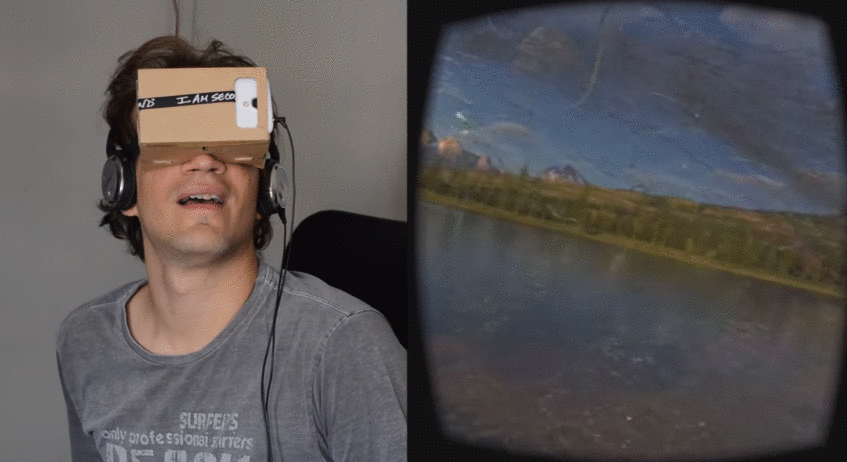 I AM SECO
SURFERS
only professional surfers